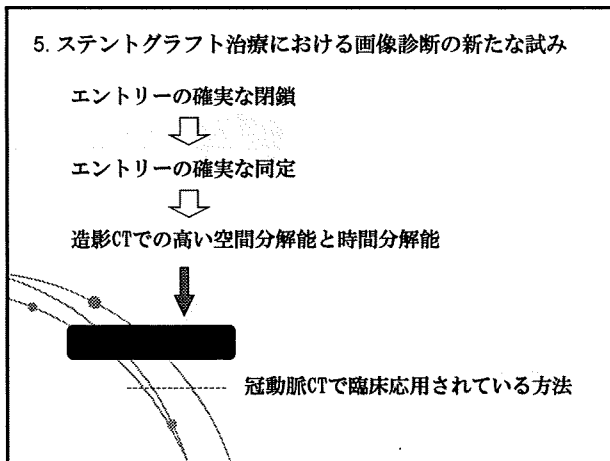 5. ステントグラフト治療における画像診断の新たな試み
エントリーの確実な閉鎖
エントリーの確実な同定
造影CTでの高い空間分解能と時間分解能
冠動脈CTで臨床応用されている方法